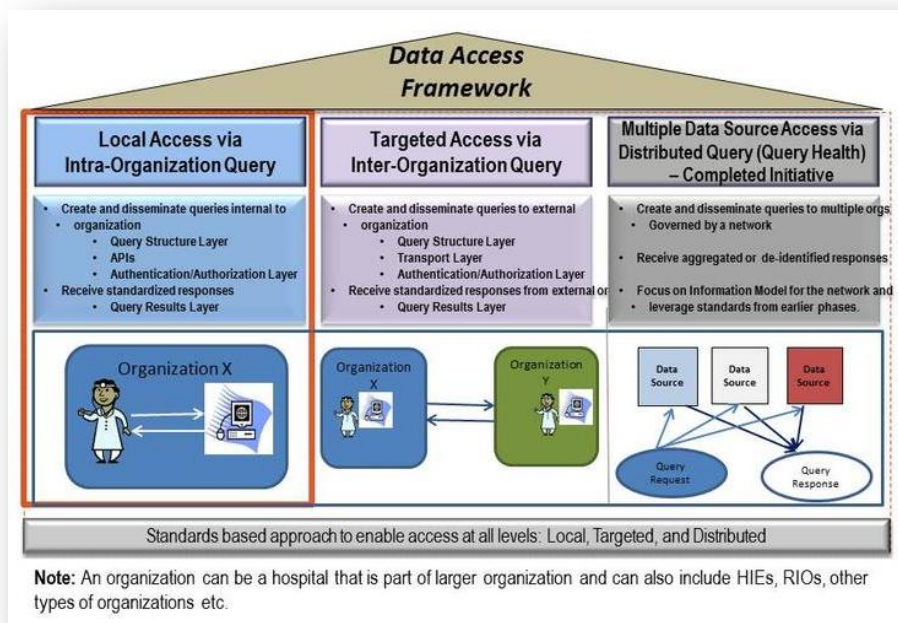 Data Access
Framework
Local Access via
Intra-Organization Query
Targeted Access via
Inter-Organization Query
Multiple Data Source Access via
Distributed Query (Query Health)
– Completed Initiative
• Create and disseminate queries internal to
• organization
• Query Structure Layer
• APIs
• Authentication/Authorization Layer
• Receive standardized responses
• Query Results Layer
• Create and disseminate queries to external
• organization
• Query Structure Layer
• Transport Layer
• Authentication/Authorization Layer
• Receive standardized responses from external or
• Query Results Layer
• Create and disseminate queries to multiple orgs
• Governed by a network
• Receive aggregated or de-identified responses
• Focus on Information Model for the network and
• leverage standards from earlier phases.
Organization X
Organization
X
Organization
Y
Data
Source
Data
Source
Data
Source
Query
Request
Query
Response
Standards based approach to enable access at all levels: Local, Targeted, and Distributed
Note: An organization can be a hospital that is part of larger organization and can also include HIEs, RIOs, other
types of organizations etc.